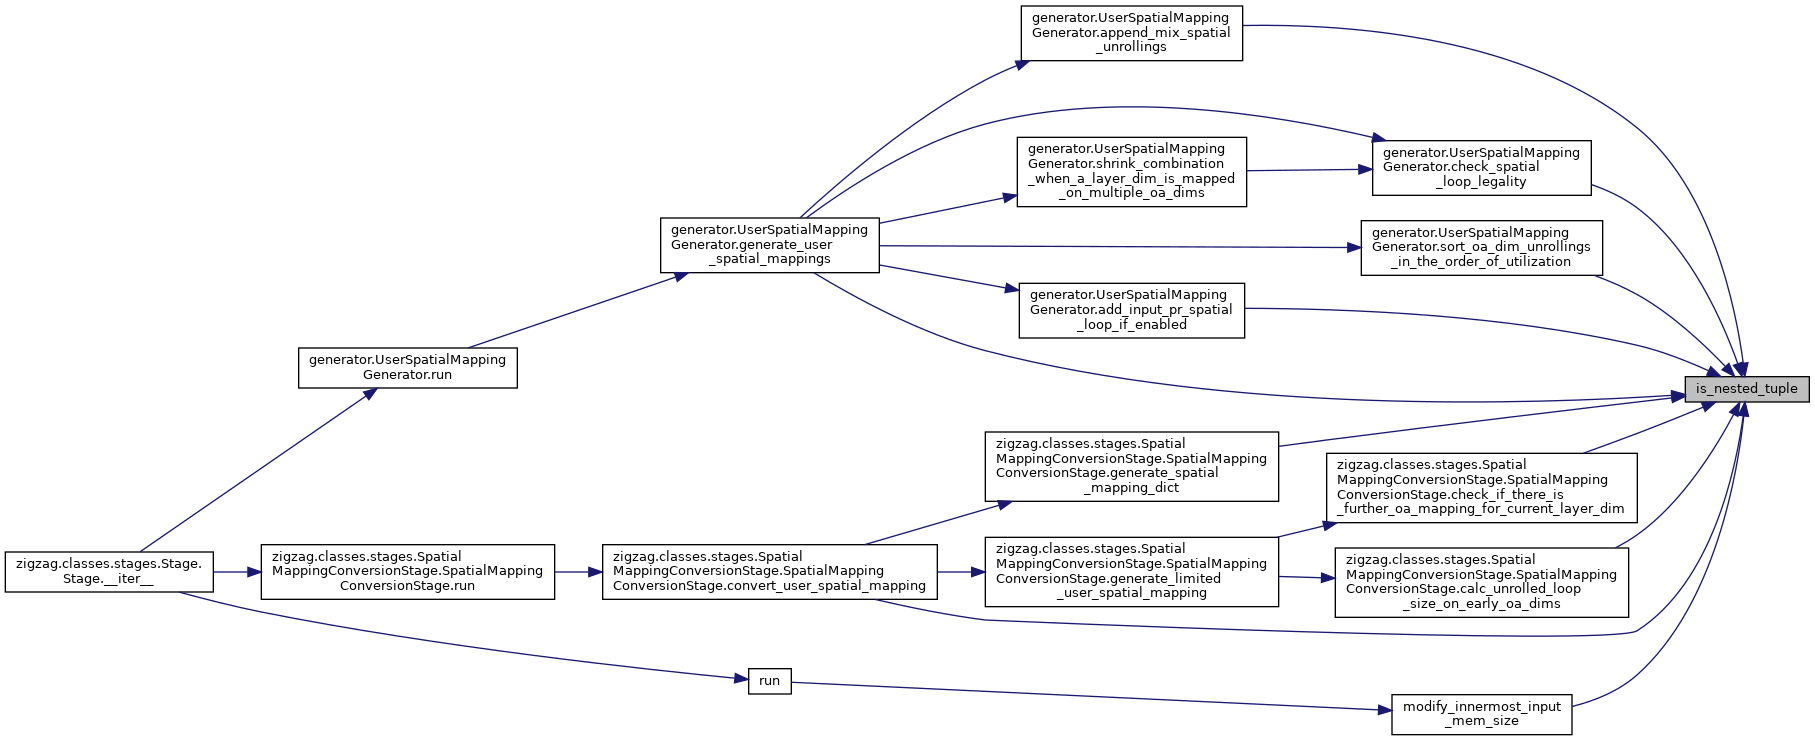 generator.UserSpatialMapping
Generator.append_mix_spatial
_unrollings
generator.UserSpatialMapping
Generator.shrink_combination
_when_a_layer_dim_is_mapped
_on_multiple_oa_dims
generator.UserSpatialMapping
Generator.check_spatial
_loop_legality
generator.UserSpatialMapping
Generator.generate_user
_spatial_mappings
generator.UserSpatialMapping
Generator.sort_oa_dim_unrollings
_in_the_order_of_utilization
generator.UserSpatialMapping
Generator.add_input_pr_spatial
_loop_if_enabled
generator.UserSpatialMapping
Generator.run
is_nested_tuple
zigzag.classes.stages.Spatial
MappingConversionStage.SpatialMapping
ConversionStage.generate_spatial
_mapping_dict
zigzag.classes.stages.Spatial
MappingConversionStage.SpatialMapping
ConversionStage.check_if_there_is
_further_oa_mapping_for_current_layer_dim
zigzag.classes.stages.Stage.
Stage.__iter__
zigzag.classes.stages.Spatial
MappingConversionStage.SpatialMapping
ConversionStage.run
zigzag.classes.stages.Spatial
MappingConversionStage.SpatialMapping
ConversionStage.convert_user_spatial_mapping
zigzag.classes.stages.Spatial
MappingConversionStage.SpatialMapping
ConversionStage.generate_limited
_user_spatial_mapping
zigzag.classes.stages.Spatial
MappingConversionStage.SpatialMapping
ConversionStage.calc_unrolled_loop
_size_on_early_oa_dims
run
modify_innermost_input
_mem_size